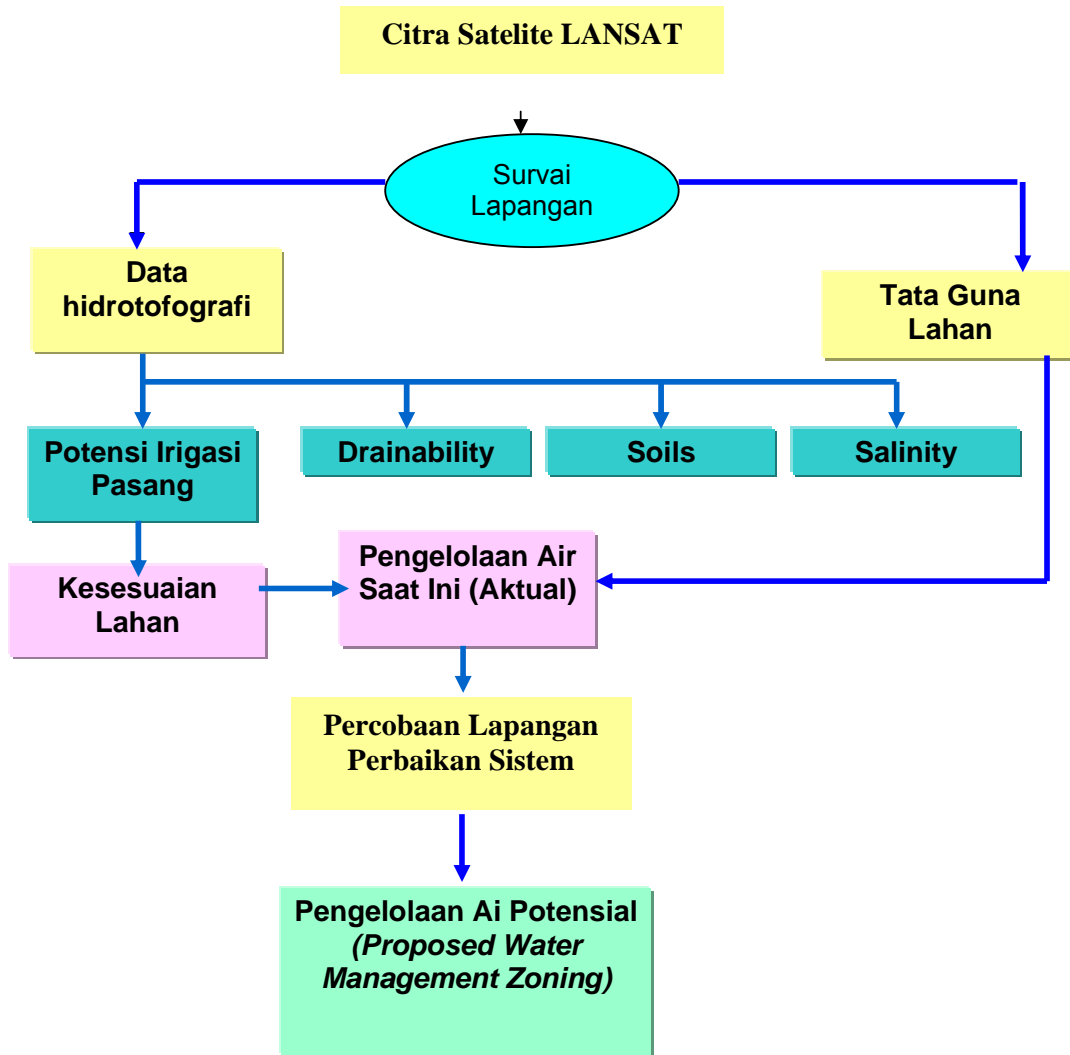 Citra Satelite LANSAT
Survai
Lapangan
Data
hidrotofografi
Tata Guna
Lahan
Potensi Irigasi
Pasang
Drainability
Soils
Salinity
Kesesuaian
Lahan
Pengelolaan Air
Saat Ini (Aktual)
Percobaan Lapangan
Perbaikan Sistem
Pengelolaan Ai Potensial
(Proposed Water
Management Zoning)